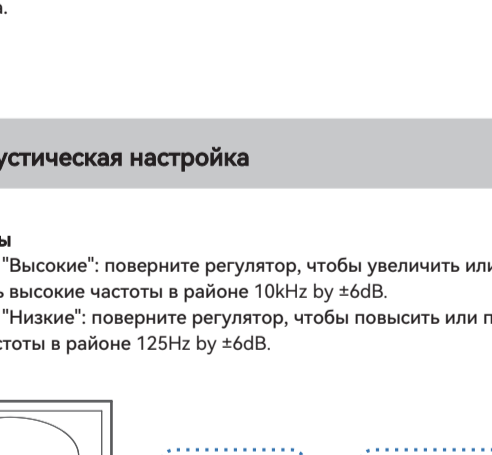 а.
устическая настройка
ы
"Высокие": поверните регулятор, чтобы увеличить или
ь высокие частоты в районе 10kHz by ±6dB.
"Низкие": поверните регулятор, чтобы повысить или п
стоты в районе 125Hz by ±6dB.